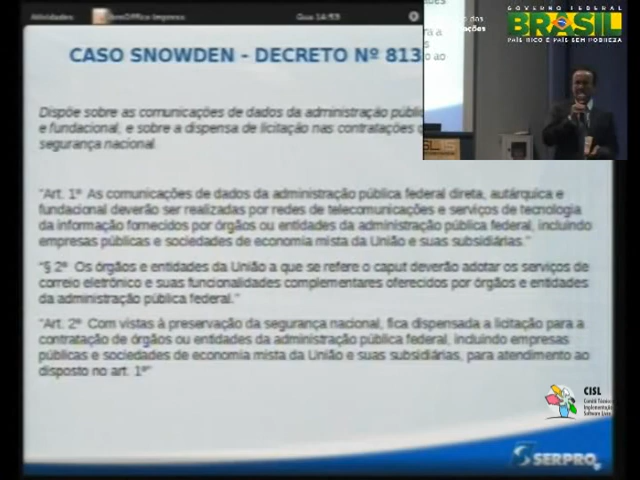 Atividades
Impress
Qua 14:53
CASO SNOWDEN - DECRETO Nº 813
Dispõe sobre as comunicações de dados da administração públi
e fundacional, e sobre a dispensa de licitação nas contratações
segurança nacional.
"Art. 1º As comunicações de dados da administração pública federal direta, autárquica e
fundacional deverão ser realizadas por redes de telecomunicações e serviços de tecnologia
da informação fornecidos por órgãos ou entidades da administração pública federal, incluindo
empresas públicas e sociedades de economia mista da União e suas subsidiárias."
"§ 2º Os órgãos e entidades da União a que se refere o caput deverão adotar os serviços de
correio eletrônico e suas funcionalidades complementares oferecidos por órgãos e entidades
da administração pública federal."
"Art. 2º Com vistas à preservação da segurança nacional, fica dispensada a licitação para a
contratação de órgãos ou entidades da administração pública federal, incluindo empresas
públicas e sociedades de economia mista da União e suas subsidiárias, para atendimento ao
disposto no art. 1º"
GOVERNO FEDERAL
BRASIL
PAÍS RICO É PAÍS SEM POBREZA
CISL
Comitê Técnico
Implementação
Software Livre
SERPRO